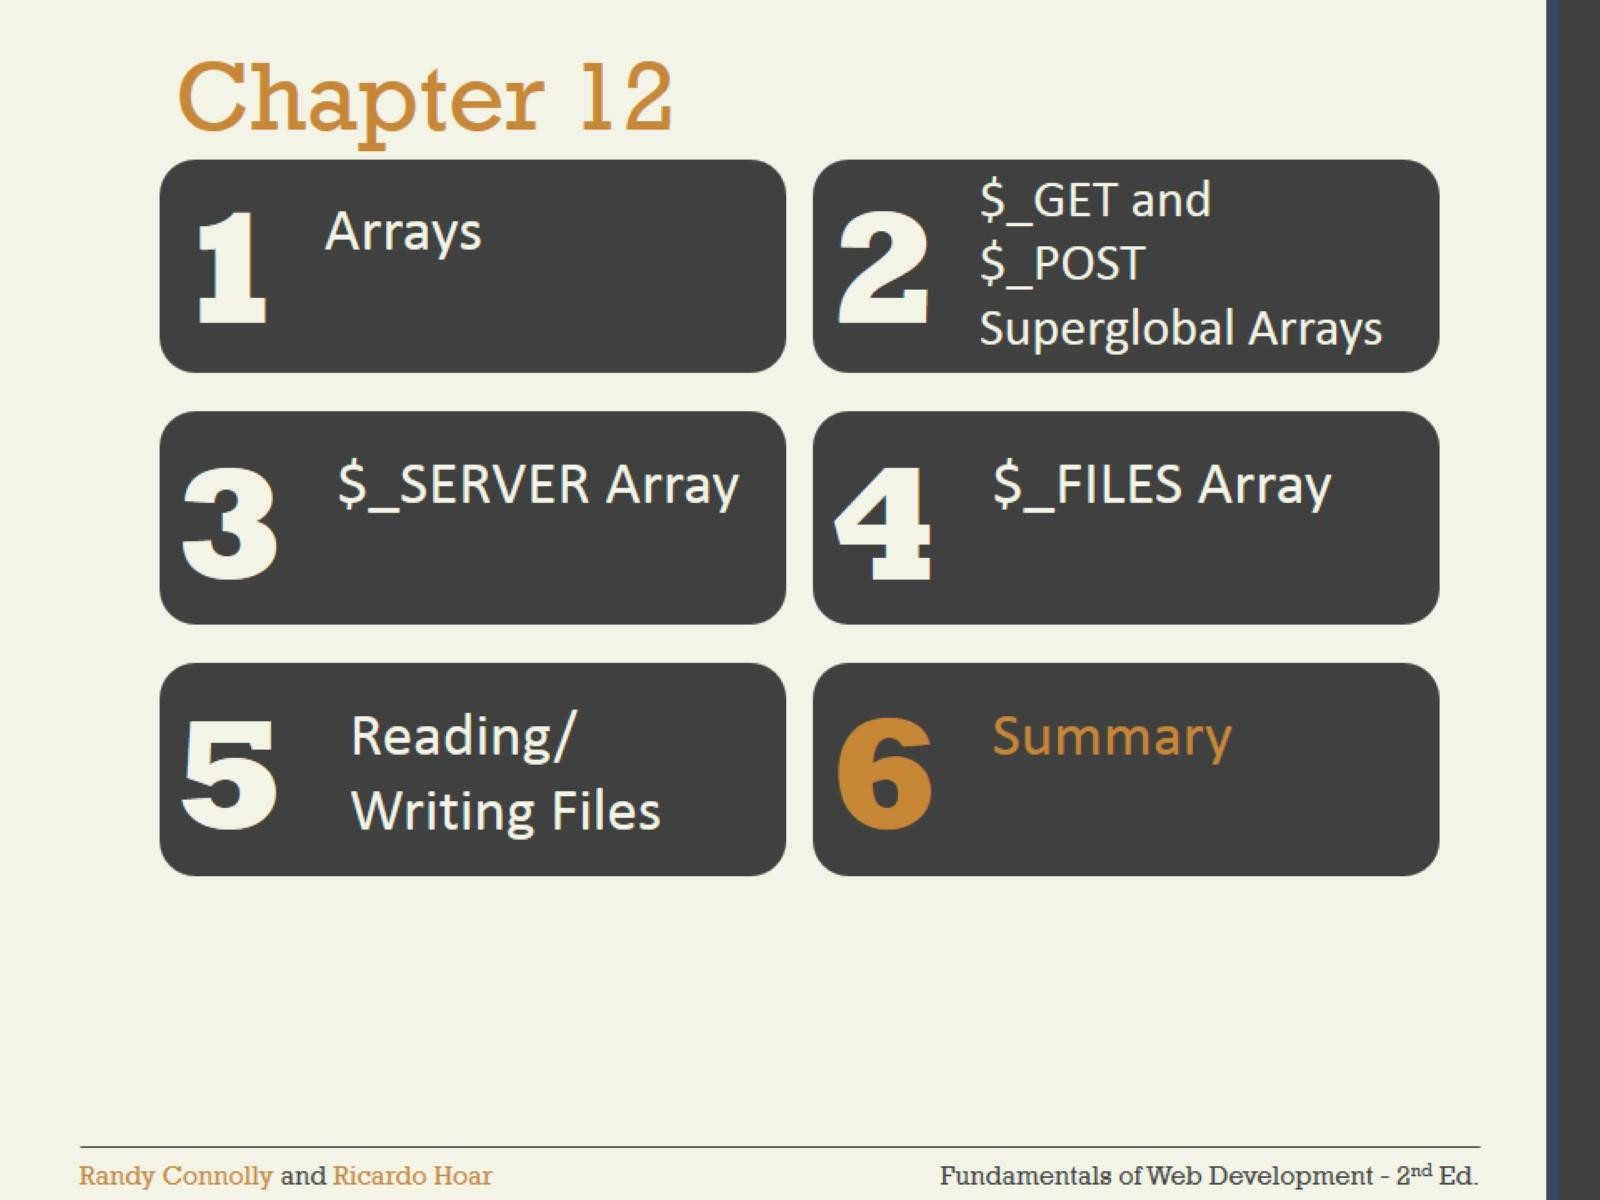 Chapter 12
1
Arrays
2
$_GET and
$_POST
Superglobal Arrays
3
$_SERVER Array
4
$_FILES Array
5
Reading/
Writing Files
6
Summary
Randy Connolly and Ricardo Hoar
Fundamentals of Web Development - 2nd Ed.